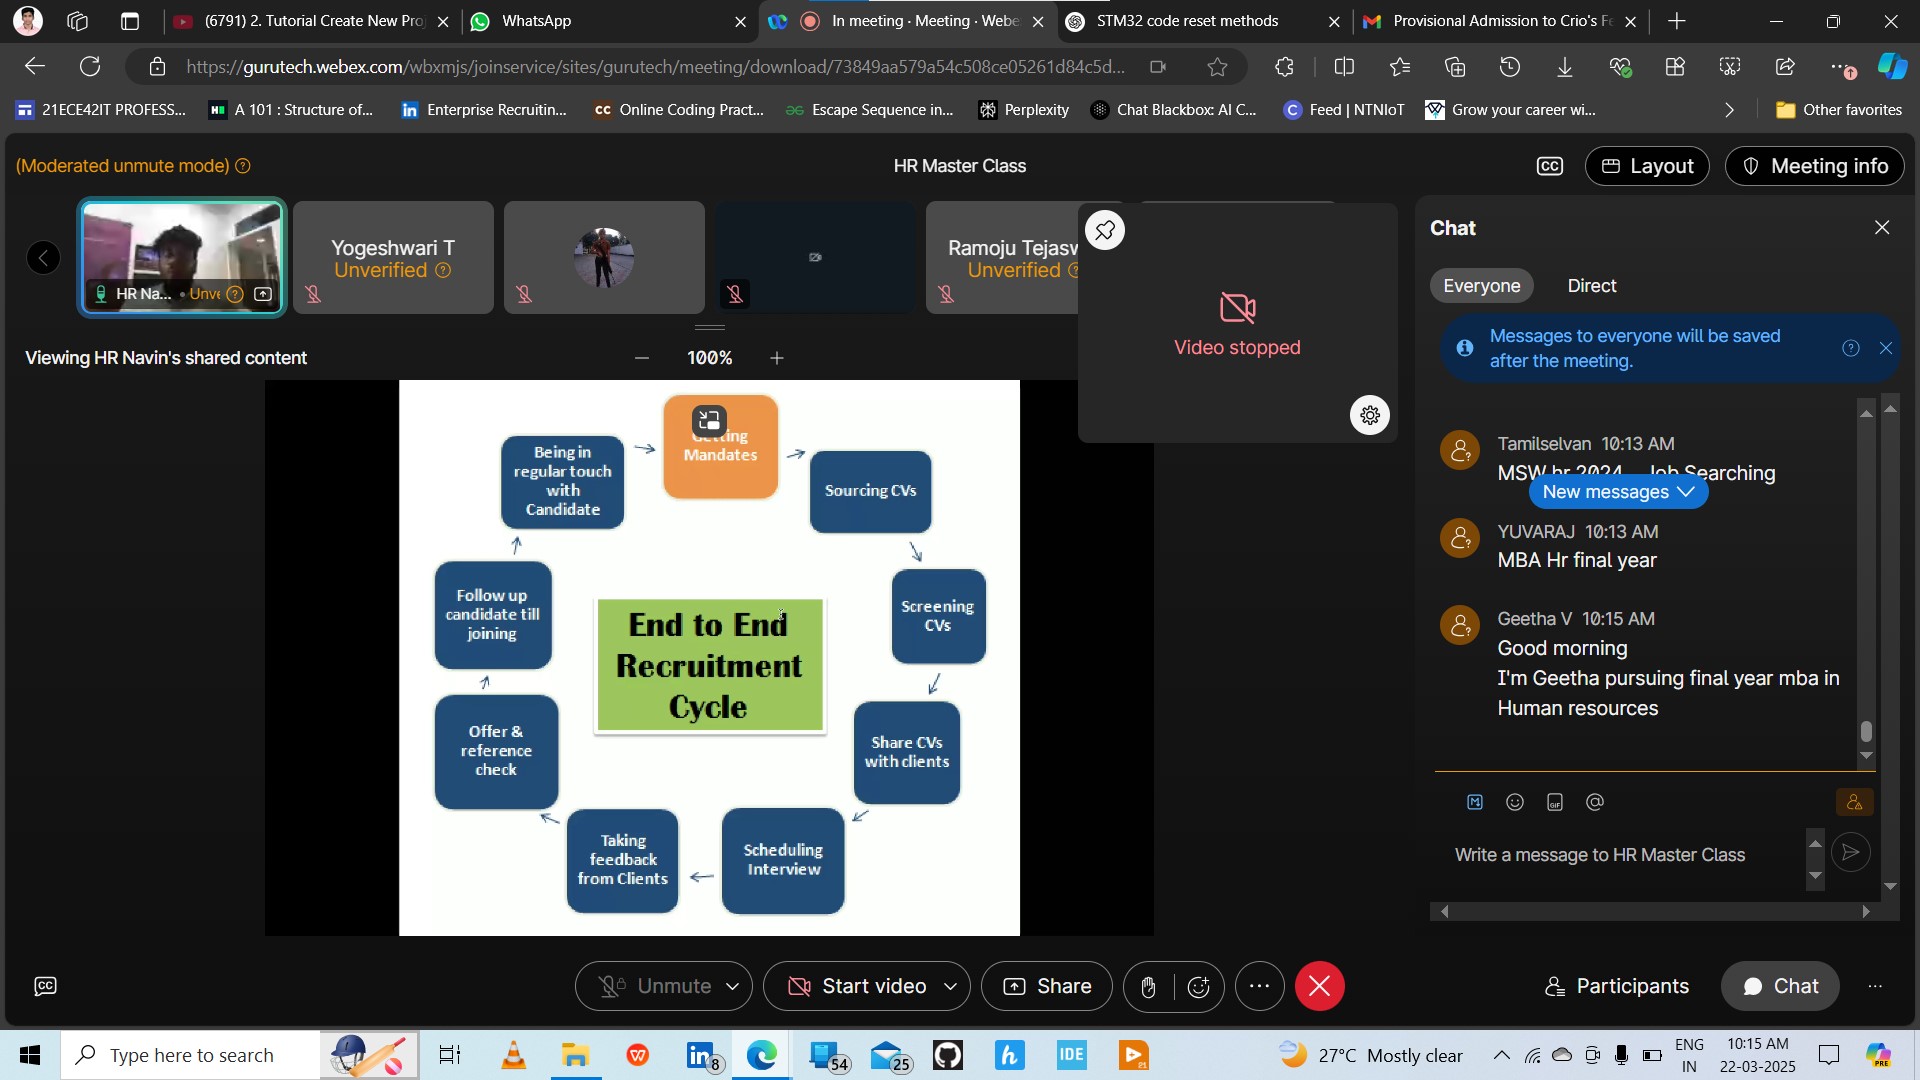 (6791) 2. Tutorial Create New Pro
WhatsApp
In meeting · Meeting · Webe
STM32 code reset methods
Provisional Admission to Crio's Fe
https://gurutech.webex.com/wbxmjs/joinservice/sites/gurutech/meeting/download/73849aa579a54c508ce05261d84c5d...
21ECE42IT PROFESS...
A 101 : Structure of...
Enterprise Recruitin...
Online Coding Pract...
Escape Sequence in...
Perplexity
Chat Blackbox: AI C...
Feed | NTNIoT
Grow your career wi...
Other favorites
(Moderated unmute mode)
HR Master Class
Layout
Meeting info
HR Na...
Unve
Yogeshwari T
Unverified
Ramoju Tejasw
Unverified
Video stopped
Viewing HR Navin's shared content
100%
Getting
Mandates
Sourcing CVs
Screening
CVs
Share CVs
with clients
Scheduling
Interview
Taking
feedback
from Clients
Offer &
reference
check
Follow up
candidate till
joining
Being in
regular touch
with
Candidate
End to End
Recruitment
Cycle
Chat
Everyone
Direct
Messages to everyone will be saved
after the meeting.
Tamilselvan 10:13 AM
MSW hr 2024 Job Searching
New messages
YUVARAJ 10:13 AM
MBA Hr final year
Geetha V 10:15 AM
Good morning
I'm Geetha pursuing final year mba in
Human resources
Write a message to HR Master Class
Unmute
Start video
Share
Participants
Chat
Type here to search
8
54
25
IDE
27°C Mostly clear
ENG
IN
10:15 AM
22-03-2025